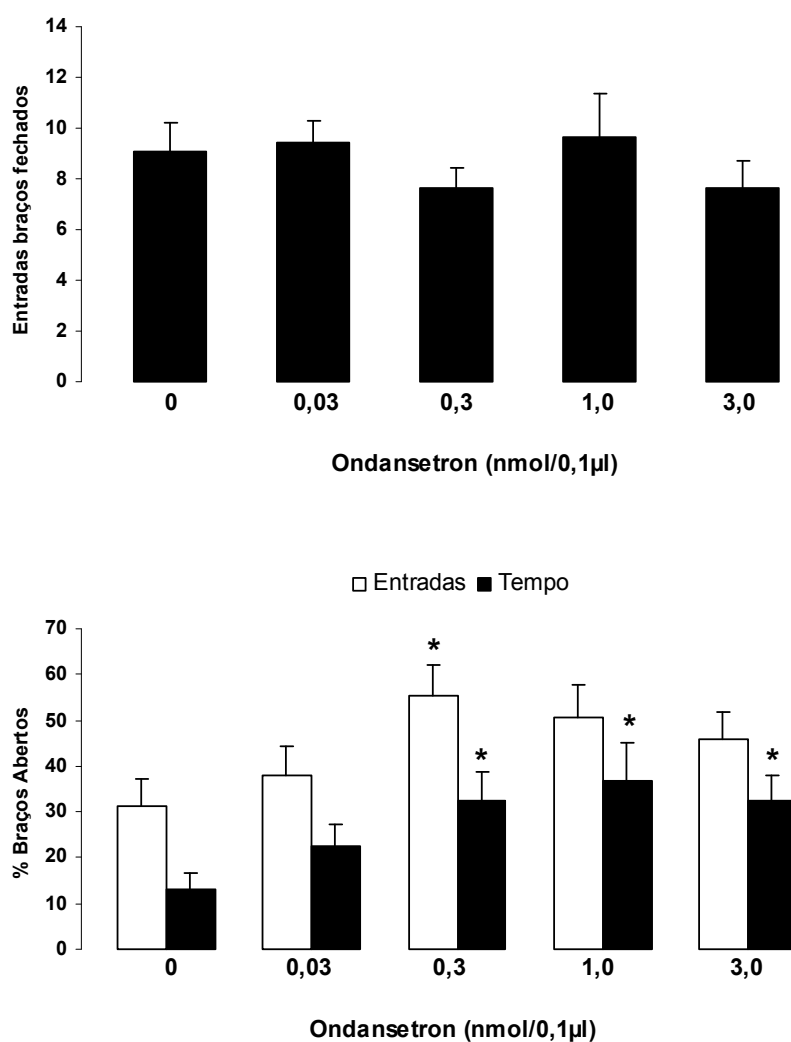 Entradas braços fechados
14
12
10
8
6
4
2
0
0 0,03 0,3 1,0 3,0
Ondansetron (nmol/0,1µl)
Entradas Tempo
% Braços Abertos
70
60
50
40
30
20
10
0
* * * *
0 0,03 0,3 1,0 3,0
Ondansetron (nmol/0,1µl)